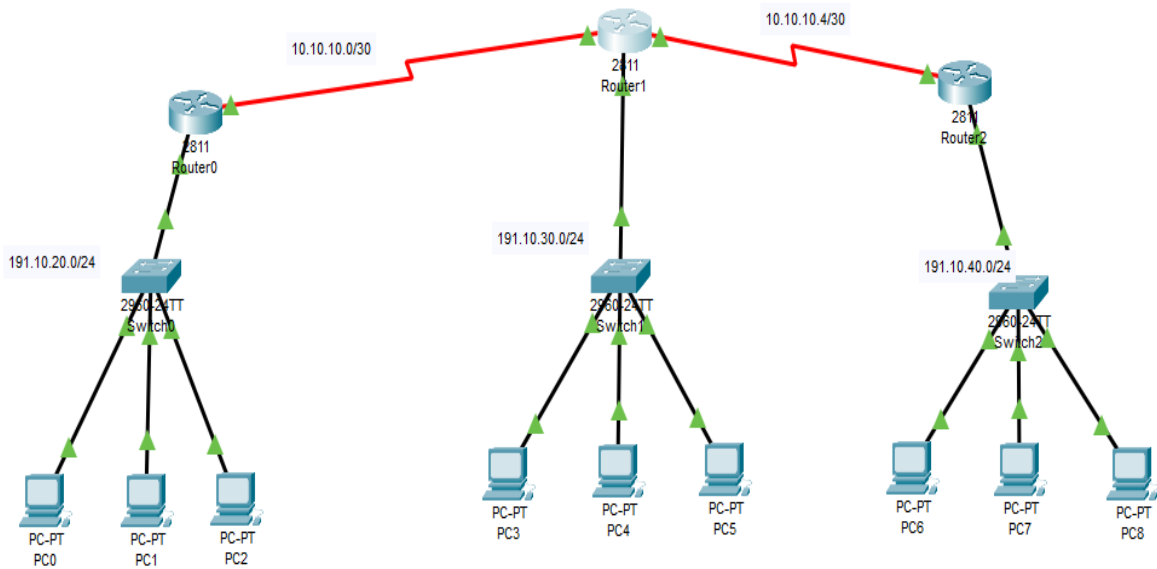 10.10.10.0/30
10.10.10.4/30
2811
Router1
2811
Router0
2811
Router2
191.10.20.0/24
191.10.30.0/24
191.10.40.0/24
2960-24TT
Switch0
2960-24TT
Switch1
2960-24TT
Switch2
PC-PT
PC0
PC-PT
PC1
PC-PT
PC2
PC-PT
PC3
PC-PT
PC4
PC-PT
PC5
PC-PT
PC6
PC-PT
PC7
PC-PT
PC8